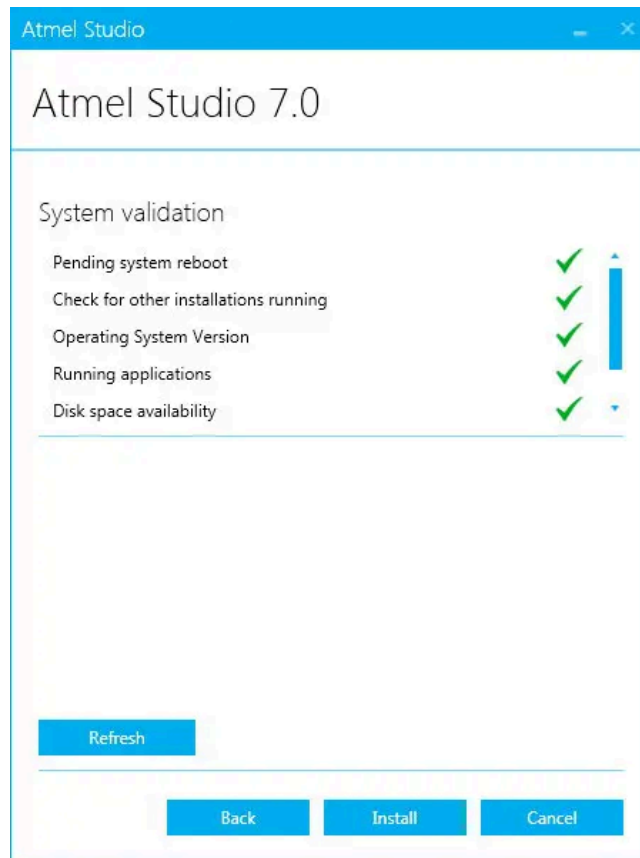 Atmel Studio
Atmel Studio 7.0
System validation
Pending system reboot
Check for other installations running
Operating System Version
Running applications
Disk space availability
Refresh
Back
Install
Cancel